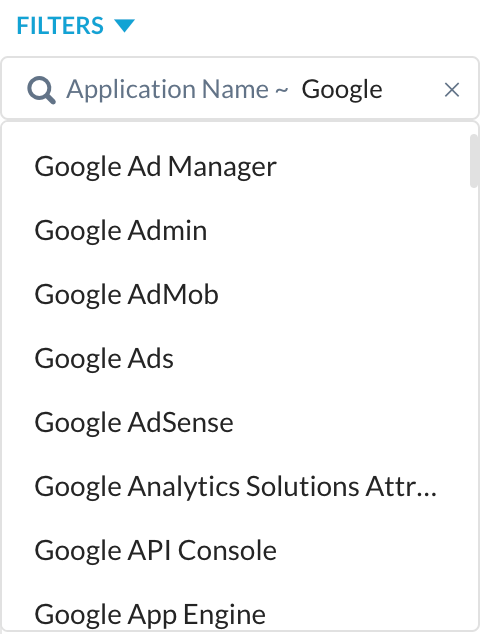 FILTERS
Application Name ~ Google
Google Ad Manager
Google Admin
Google AdMob
Google Ads
Google AdSense
Google Analytics Solutions Attr...
Google API Console
Google App Engine